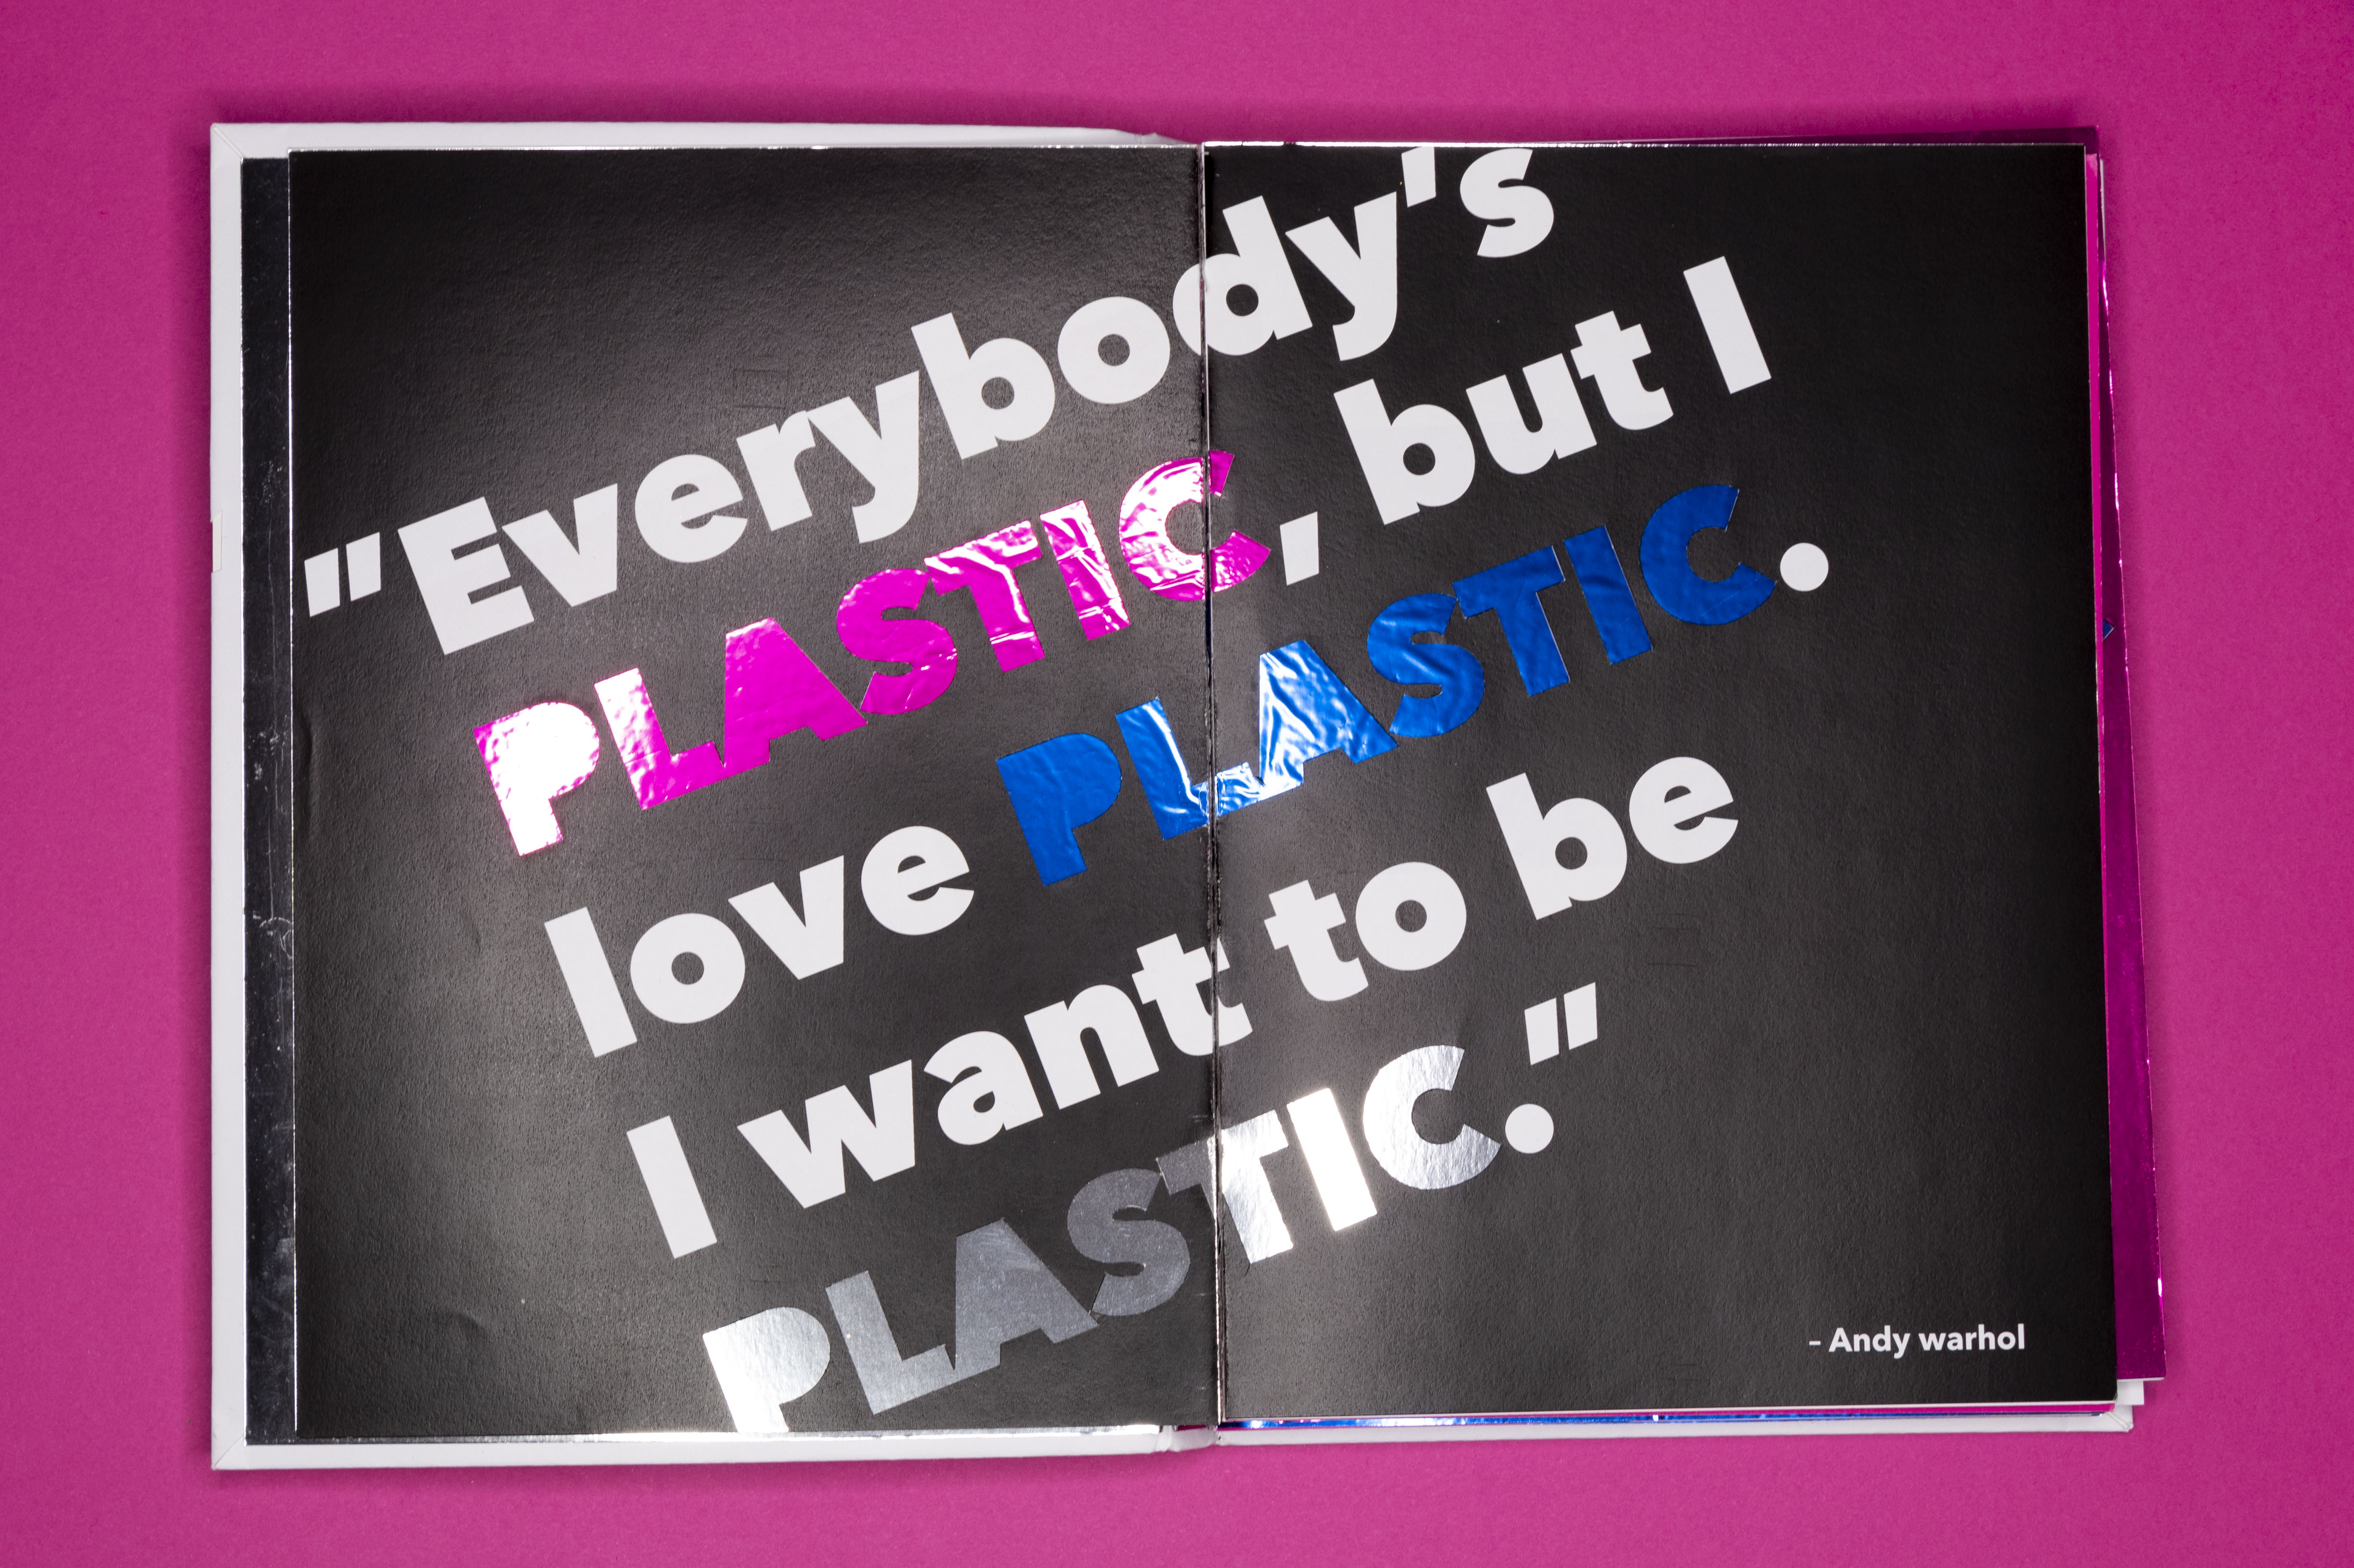 "Everybody's
PLASTIC, but I
love PLASTIC.
I want to be
PLASTIC."
– Andy warhol